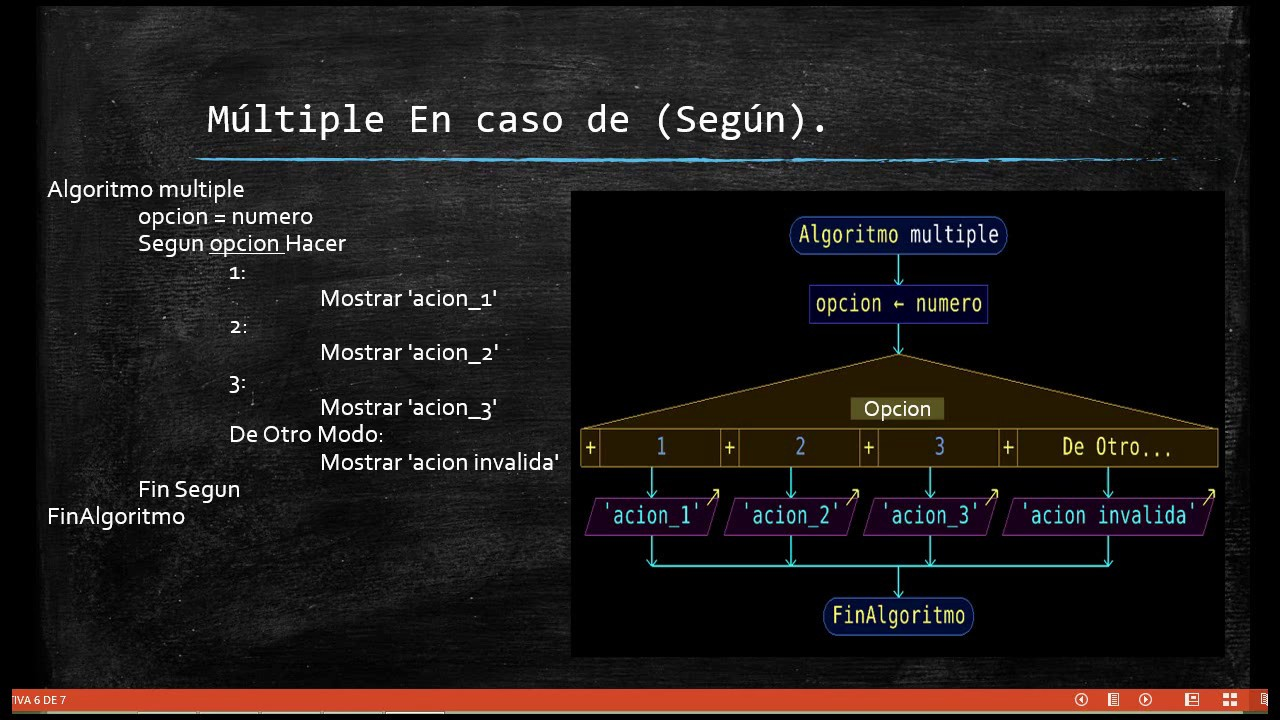 Múltiple En caso de (Según).
Algoritmo multiple
opcion = numero
Segun opcion Hacer
1:
Mostrar 'acion_1'
2:
Mostrar 'acion_2'
3:
Mostrar 'acion_3'
De Otro Modo:
Mostrar 'acion invalida'
Fin Segun
FinAlgoritmo
Algoritmo multiple
opcion ← numero
Opcion
+ 1 + 2 + 3 + De Otro...
'acion_1' 'acion_2' 'acion_3' 'acion invalida'
FinAlgoritmo
TIVA 6 DE 7